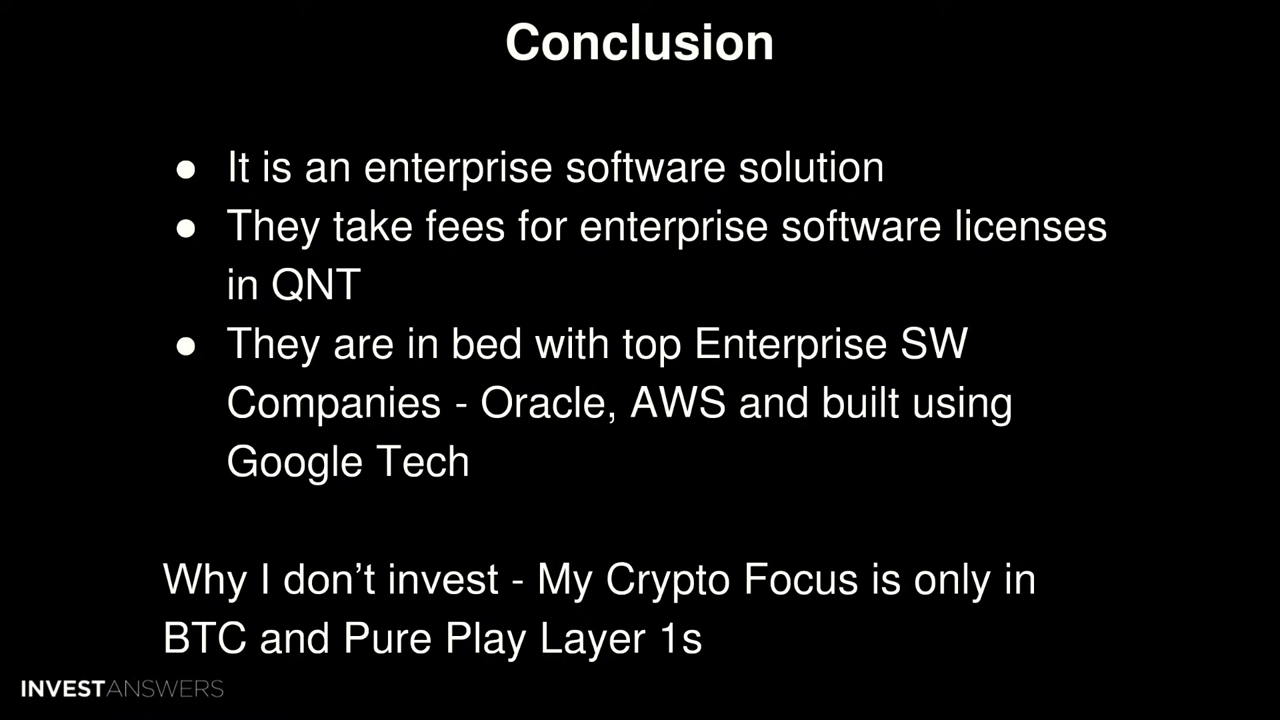 Conclusion
● It is an enterprise software solution
● They take fees for enterprise software licenses
in QNT
● They are in bed with top Enterprise SW
Companies - Oracle, AWS and built using
Google Tech
Why I don’t invest - My Crypto Focus is only in
BTC and Pure Play Layer 1s
INVESTANSWERS